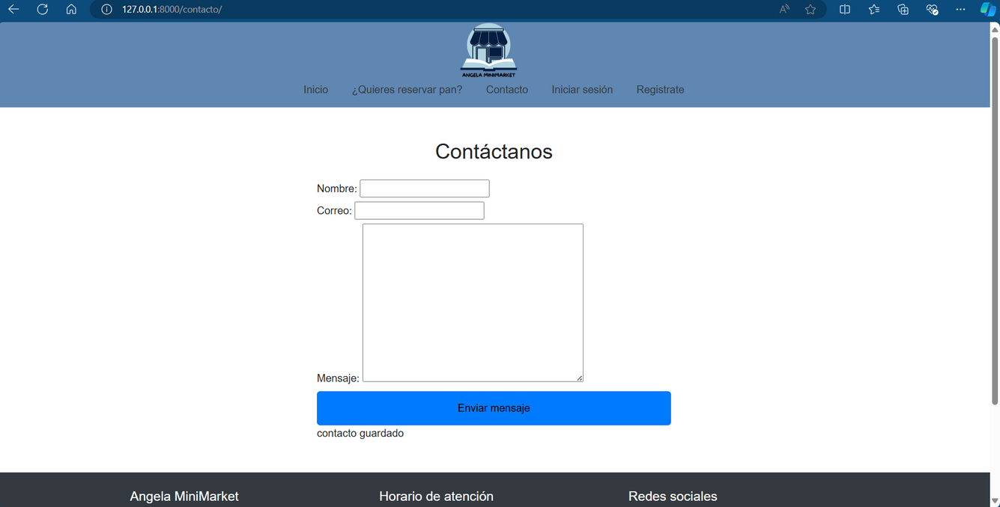 127.0.0.1:8000/contacto/
ANGELA MINIMARKET
Inicio ¿Quieres reservar pan? Contacto Iniciar sesión Registrate
Contáctanos
Nombre:
Correo:
Mensaje:
Enviar mensaje
contacto guardado
Angela MiniMarket Horario de atención Redes sociales